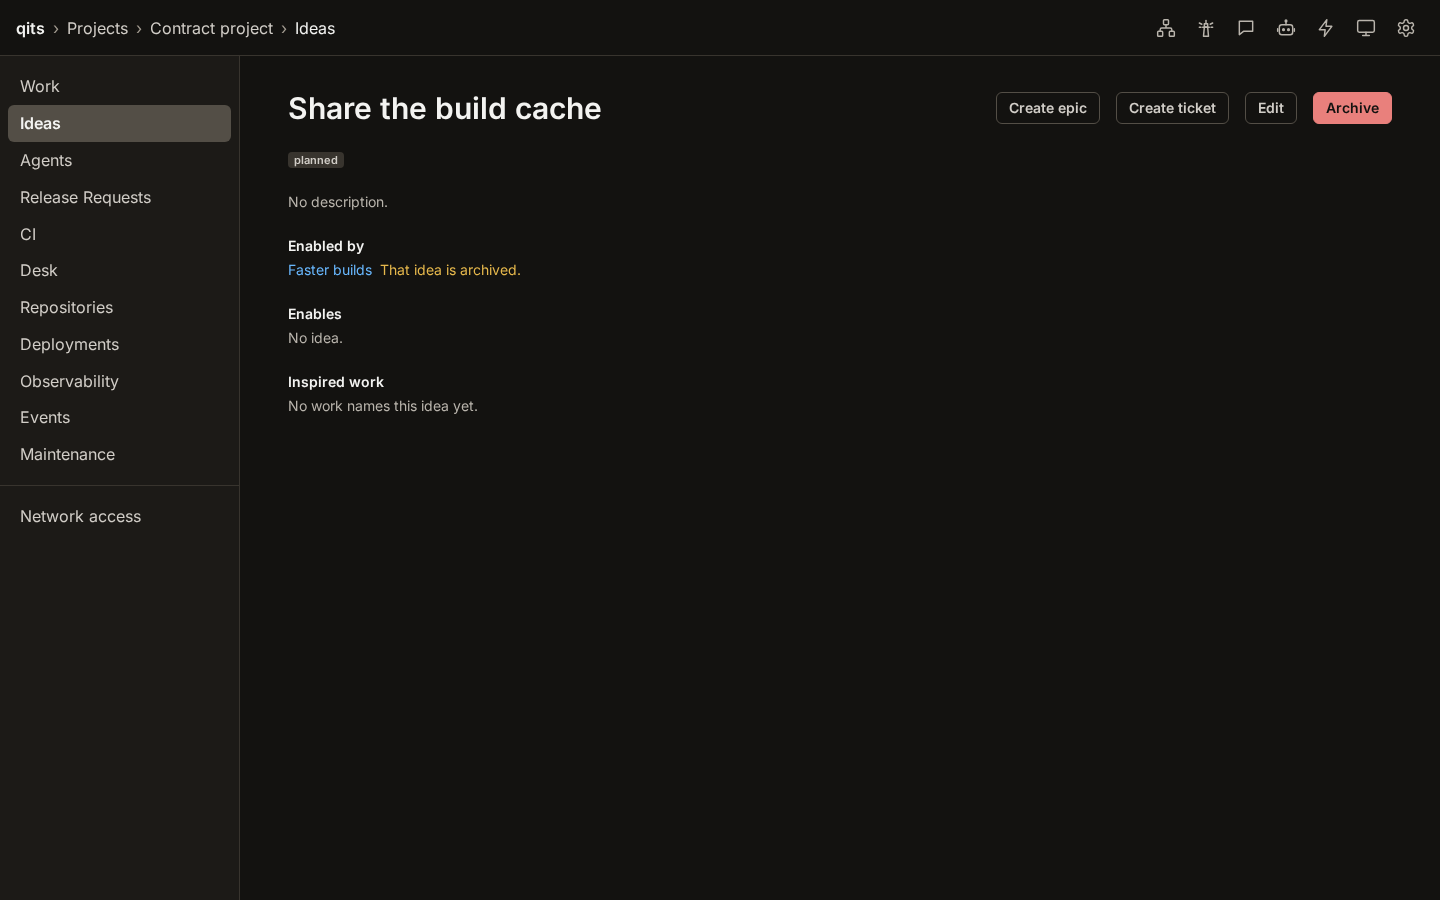 qits › Projects › Contract project › Ideas
Work
Ideas
Agents
Release Requests
CI
Desk
Repositories
Deployments
Observability
Events
Maintenance
Network access
Share the build cache
Create epic
Create ticket
Edit
Archive
planned
No description.
Enabled by
Faster builds That idea is archived.
Enables
No idea.
Inspired work
No work names this idea yet.